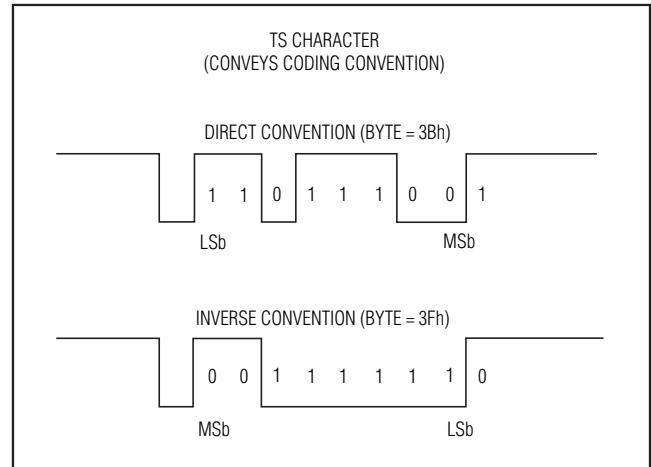 TS CHARACTER
(CONVEYS CODING CONVENTION)
DIRECT CONVENTION (BYTE = 3Bh)
1 1 0 1 1 1 0 0 1
LSb MSb
INVERSE CONVENTION (BYTE = 3Fh)
0 0 1 1 1 1 1 1 0
MSb LSb